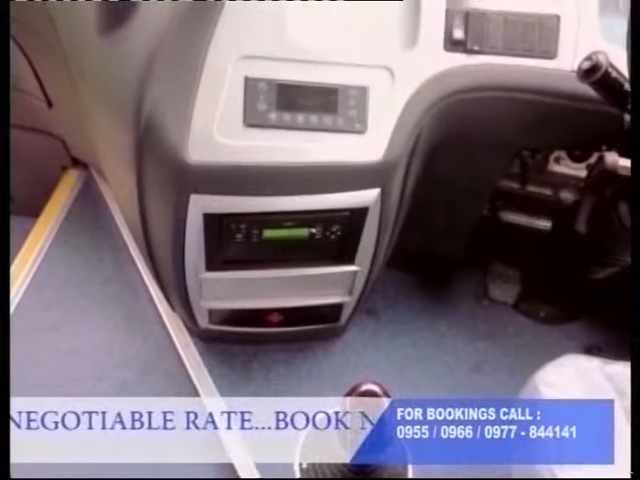 NEGOTIABLE RATE...BOOK N
FOR BOOKINGS CALL :
0955 / 0966 / 0977 - 844141